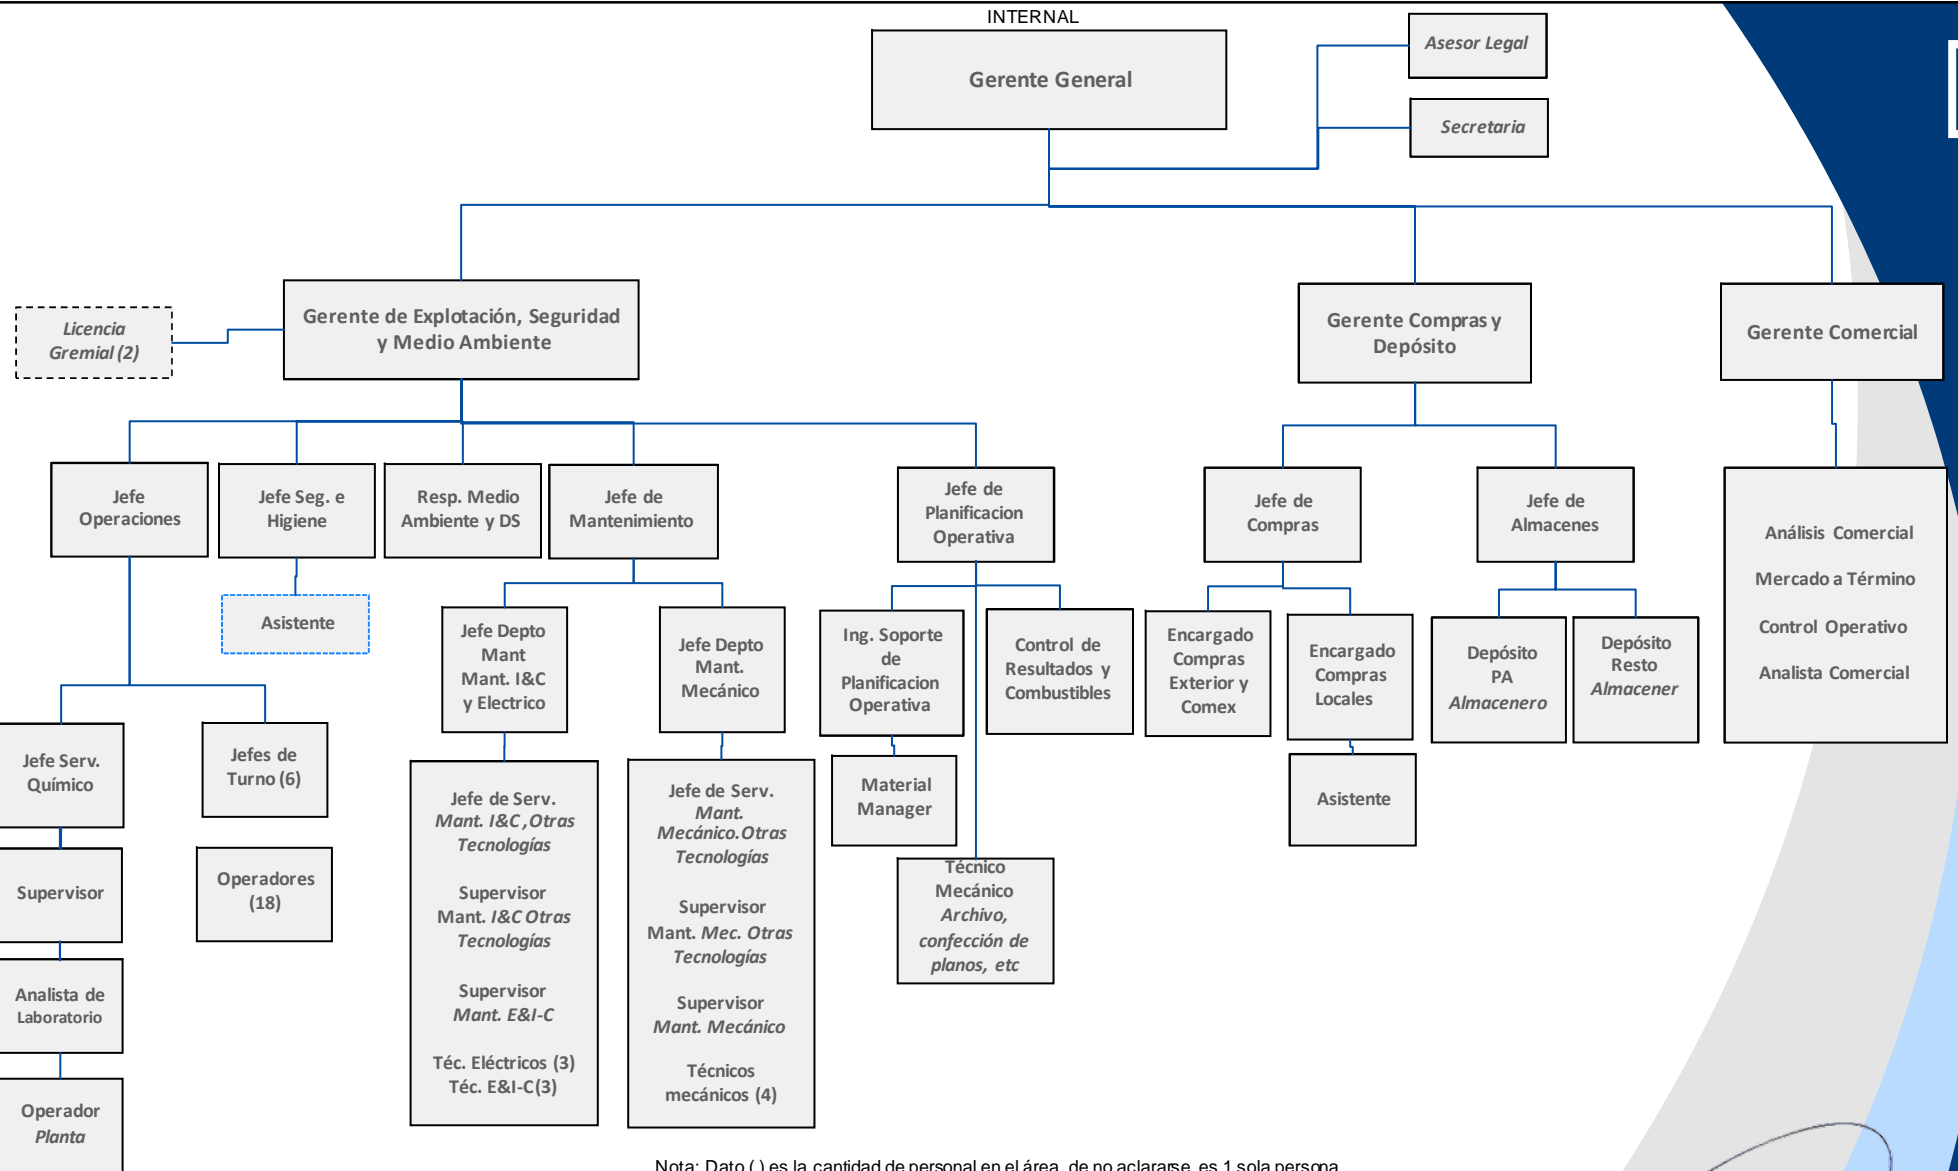 INTERNAL
Gerente General
Asesor Legal
Secretaria
Licencia
Gremial (2)
Gerente de Explotación, Seguridad
y Medio Ambiente
Gerente Compras y
Depósito
Gerente Comercial
Jefe
Operaciones
Jefe Seg. e
Higiene
Resp. Medio
Ambiente y DS
Jefe de
Mantenimiento
Jefe de
Planificacion
Operativa
Jefe de
Compras
Jefe de
Almacenes
Análisis Comercial
Mercado a Término
Control Operativo
Analista Comercial
Asistente
Jefe Depto
Mant
Mant. I&C
y Electrico
Jefe Depto
Mant.
Mecánico
Ing. Soporte
de
Planificacion
Operativa
Control de
Resultados y
Combustibles
Encargado
Compras
Exterior y
Comex
Encargado
Compras
Locales
Depósito
PA
Almacenero
Depósito
Resto
Almacener
Jefe Serv.
Químico
Jefes de
Turno (6)
Jefe de Serv.
Mant. I&C ,Otras
Tecnologías
Supervisor
Mant. I&C Otras
Tecnologías
Supervisor
Mant. E&I-C
Téc. Eléctricos (3)
Téc. E&I-C(3)
Jefe de Serv.
Mant.
Mecánico.Otras
Tecnologías
Supervisor
Mant. Mec. Otras
Tecnologías
Supervisor
Mant. Mecánico
Técnicos
mecánicos (4)
Material
Manager
Asistente
Supervisor
Operadores
(18)
Técnico
Mecánico
Archivo,
confección de
planos, etc
Analista de
Laboratorio
Operador
Planta
Nota: Dato ( ) es la cantidad de personal en el área, de no aclararse, es 1 sola persona